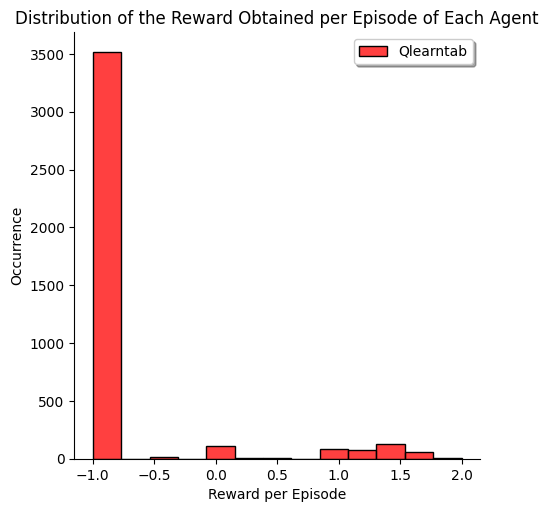 Distribution of the Reward Obtained per Episode of Each Agent
Qlearntab
3500
3000
2500
2000
1500
1000
500
0
Occurrence
−1.0 −0.5 0.0 0.5 1.0 1.5 2.0
Reward per Episode